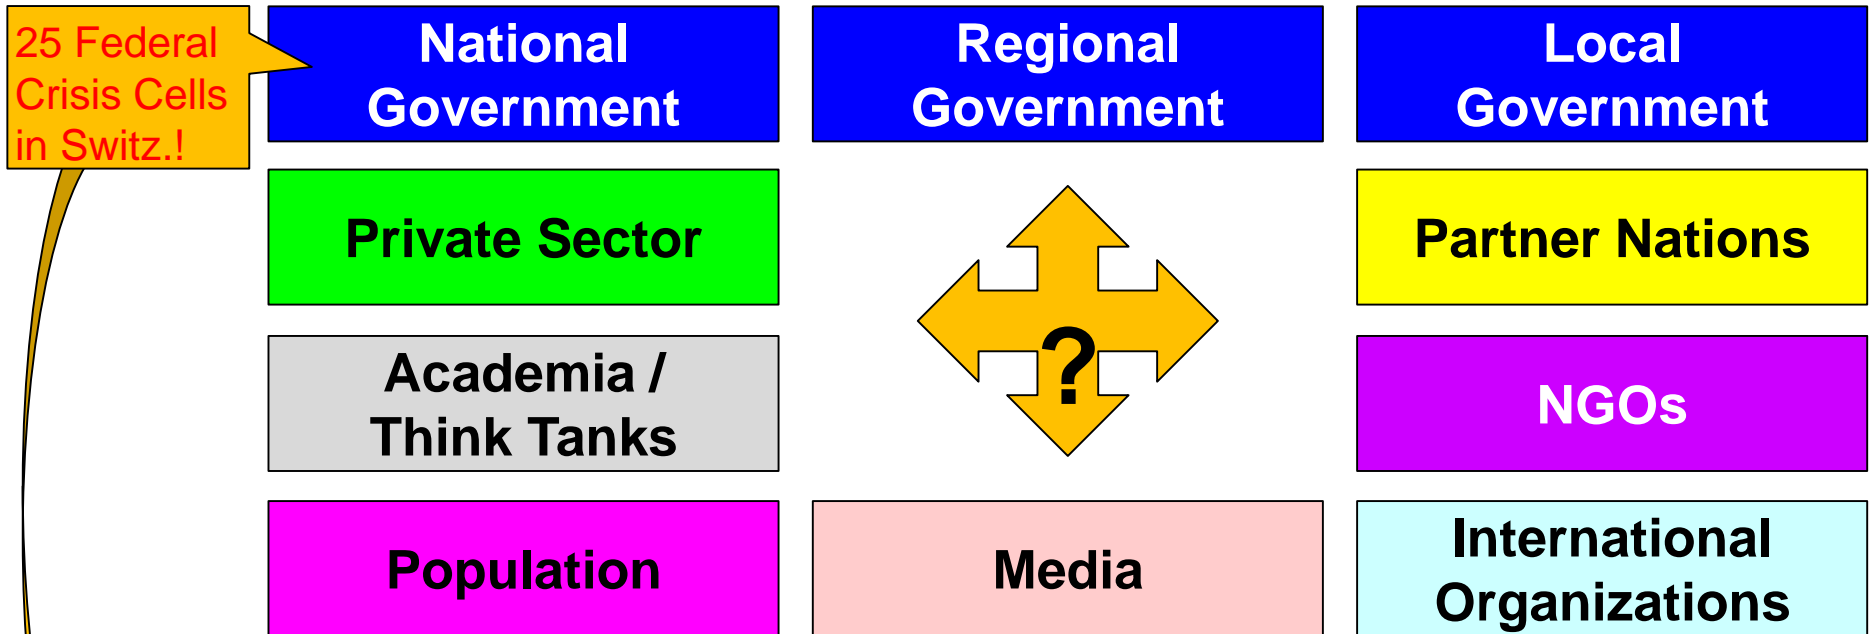 25 Federal
Crisis Cells
in Switz.!
National
Government
Regional
Government
Local
Government
Private Sector
Partner Nations
?
Academia /
Think Tanks
NGOs
Population
Media
International
Organizations